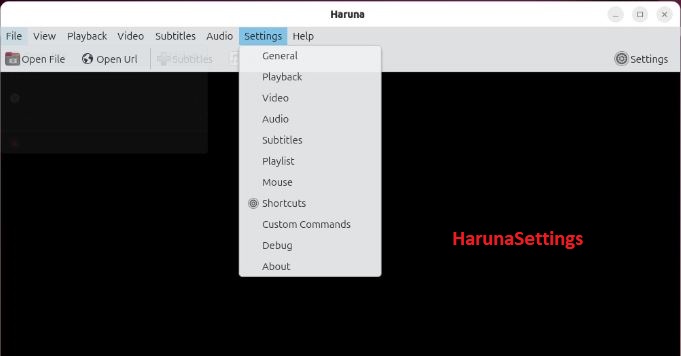 Haruna
File View Playback Video Subtitles Audio Settings Help
Open File Open Url Subtitles Settings
General
Playback
Video
Audio
Subtitles
Playlist
Mouse
Shortcuts
Custom Commands
Debug
About
HarunaSettings